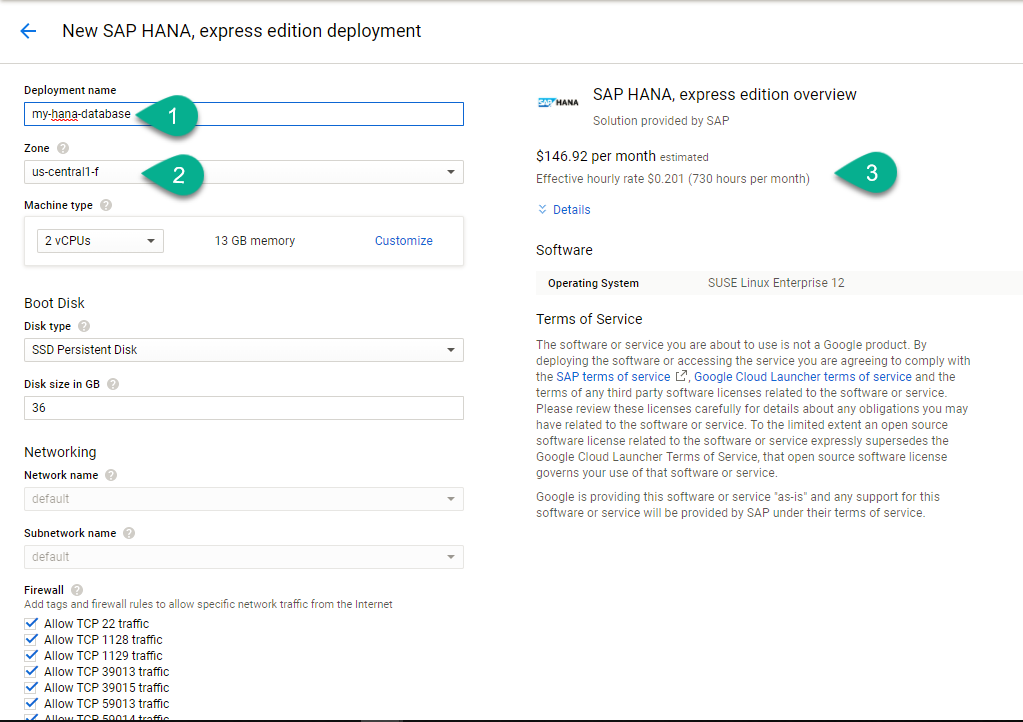 New SAP HANA, express edition deployment
Deployment name
my-hana-database
1
Zone
us-central1-f
2
Machine type
2 vCPUs
13 GB memory
Customize
Boot Disk
Disk type
SSD Persistent Disk
Disk size in GB
36
Networking
Network name
default
Subnetwork name
default
Firewall
Add tags and firewall rules to allow specific network traffic from the Internet
Allow TCP 22 traffic
Allow TCP 1128 traffic
Allow TCP 1129 traffic
Allow TCP 39013 traffic
Allow TCP 39015 traffic
Allow TCP 59013 traffic
Allow TCP 59014 traffic
SAP HANA
SAP HANA, express edition overview
Solution provided by SAP
$146.92 per month estimated
Effective hourly rate $0.201 (730 hours per month)
3
Details
Software
Operating System
SUSE Linux Enterprise 12
Terms of Service
The software or service you are about to use is not a Google product. By
deploying the software or accessing the service you are agreeing to comply with
the SAP terms of service, Google Cloud Launcher terms of service and the
terms of any third party software licenses related to the software or service.
Please review these licenses carefully for details about any obligations you may
have related to the software or service. To the limited extent an open source
software license related to the software or service expressly supersedes the
Google Cloud Launcher Terms of Service, that open source software license
governs your use of that software or service.
Google is providing this software or service "as-is" and any support for this
software or service will be provided by SAP under their terms of service.